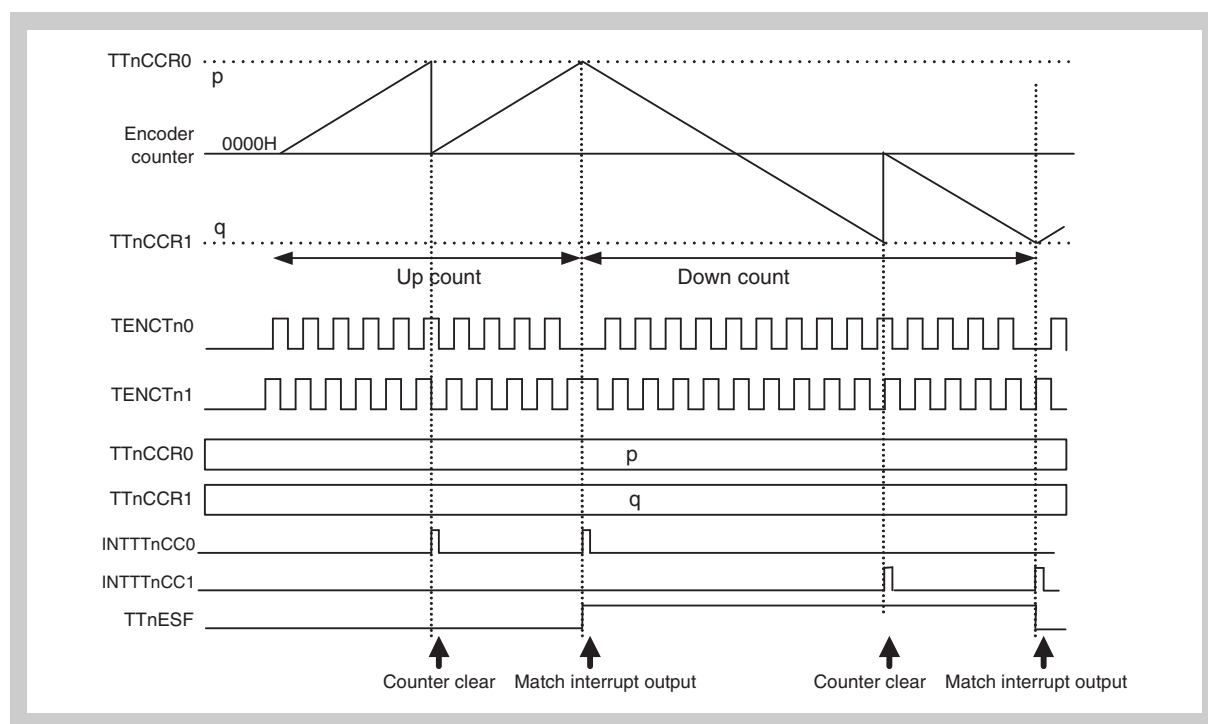 TTnCCR0
p
Encoder
counter
0000H
q
TTnCCR1
Up count
Down count
TENCTn0
TENCTn1
TTnCCR0
p
TTnCCR1
q
INTTTnCC0
INTTTnCC1
TTnESF
Counter clear
Match interrupt output
Counter clear
Match interrupt output